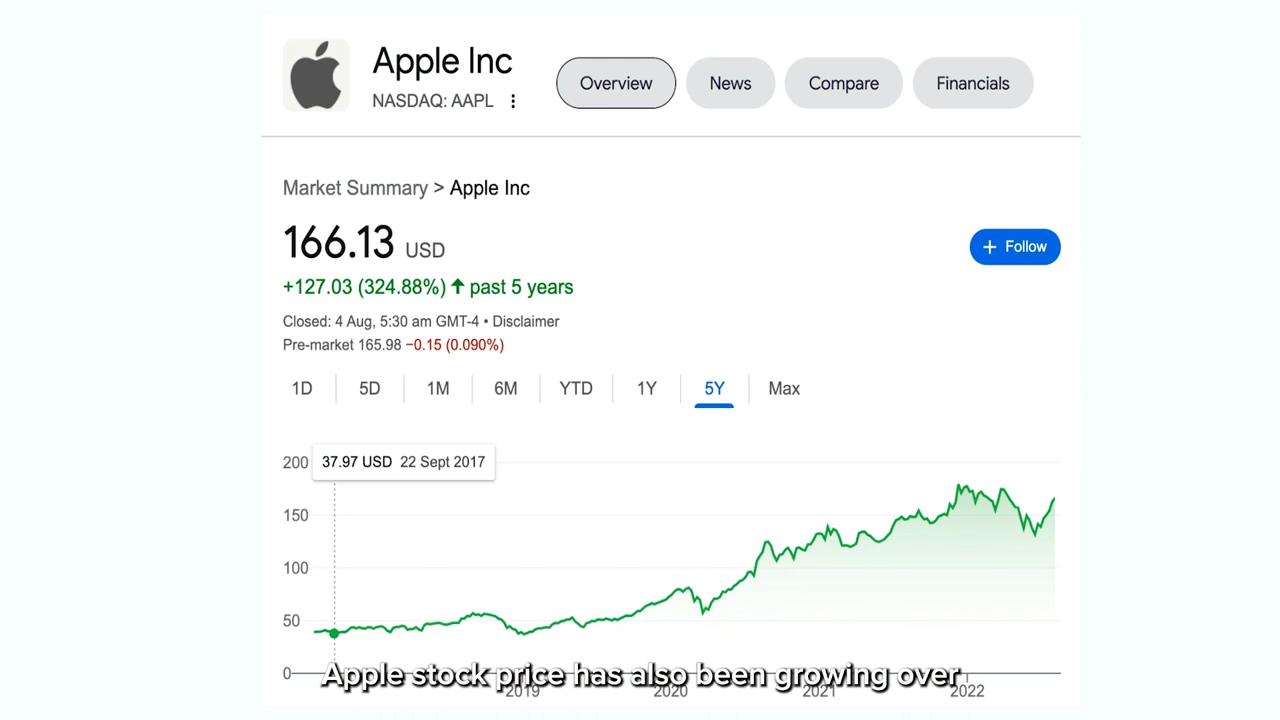 Apple Inc
NASDAQ: AAPL
Overview
News
Compare
Financials
Market Summary > Apple Inc
166.13 USD
+ Follow
+127.03 (324.88%) ↑ past 5 years
Closed: 4 Aug, 5:30 am GMT-4 • Disclaimer
Pre-market 165.98 −0.15 (0.090%)
1D 5D 1M 6M YTD 1Y 5Y Max
37.97 USD 22 Sept 2017
200
150
100
50
0
Apple stock price has also been growing over
2019 2020 2021 2022